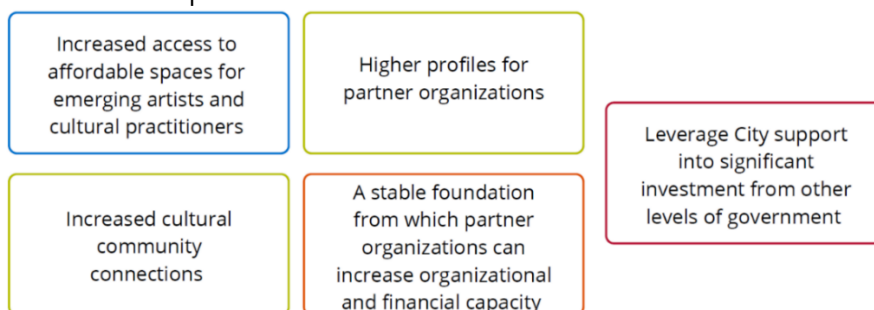 Increased access to
affordable spaces for
emerging artists and
cultural practitioners
Higher profiles for
partner organizations
Increased cultural
community
connections
A stable foundation
from which partner
organizations can
increase organizational
and financial capacity
Leverage City support
into significant
investment from other
levels of government